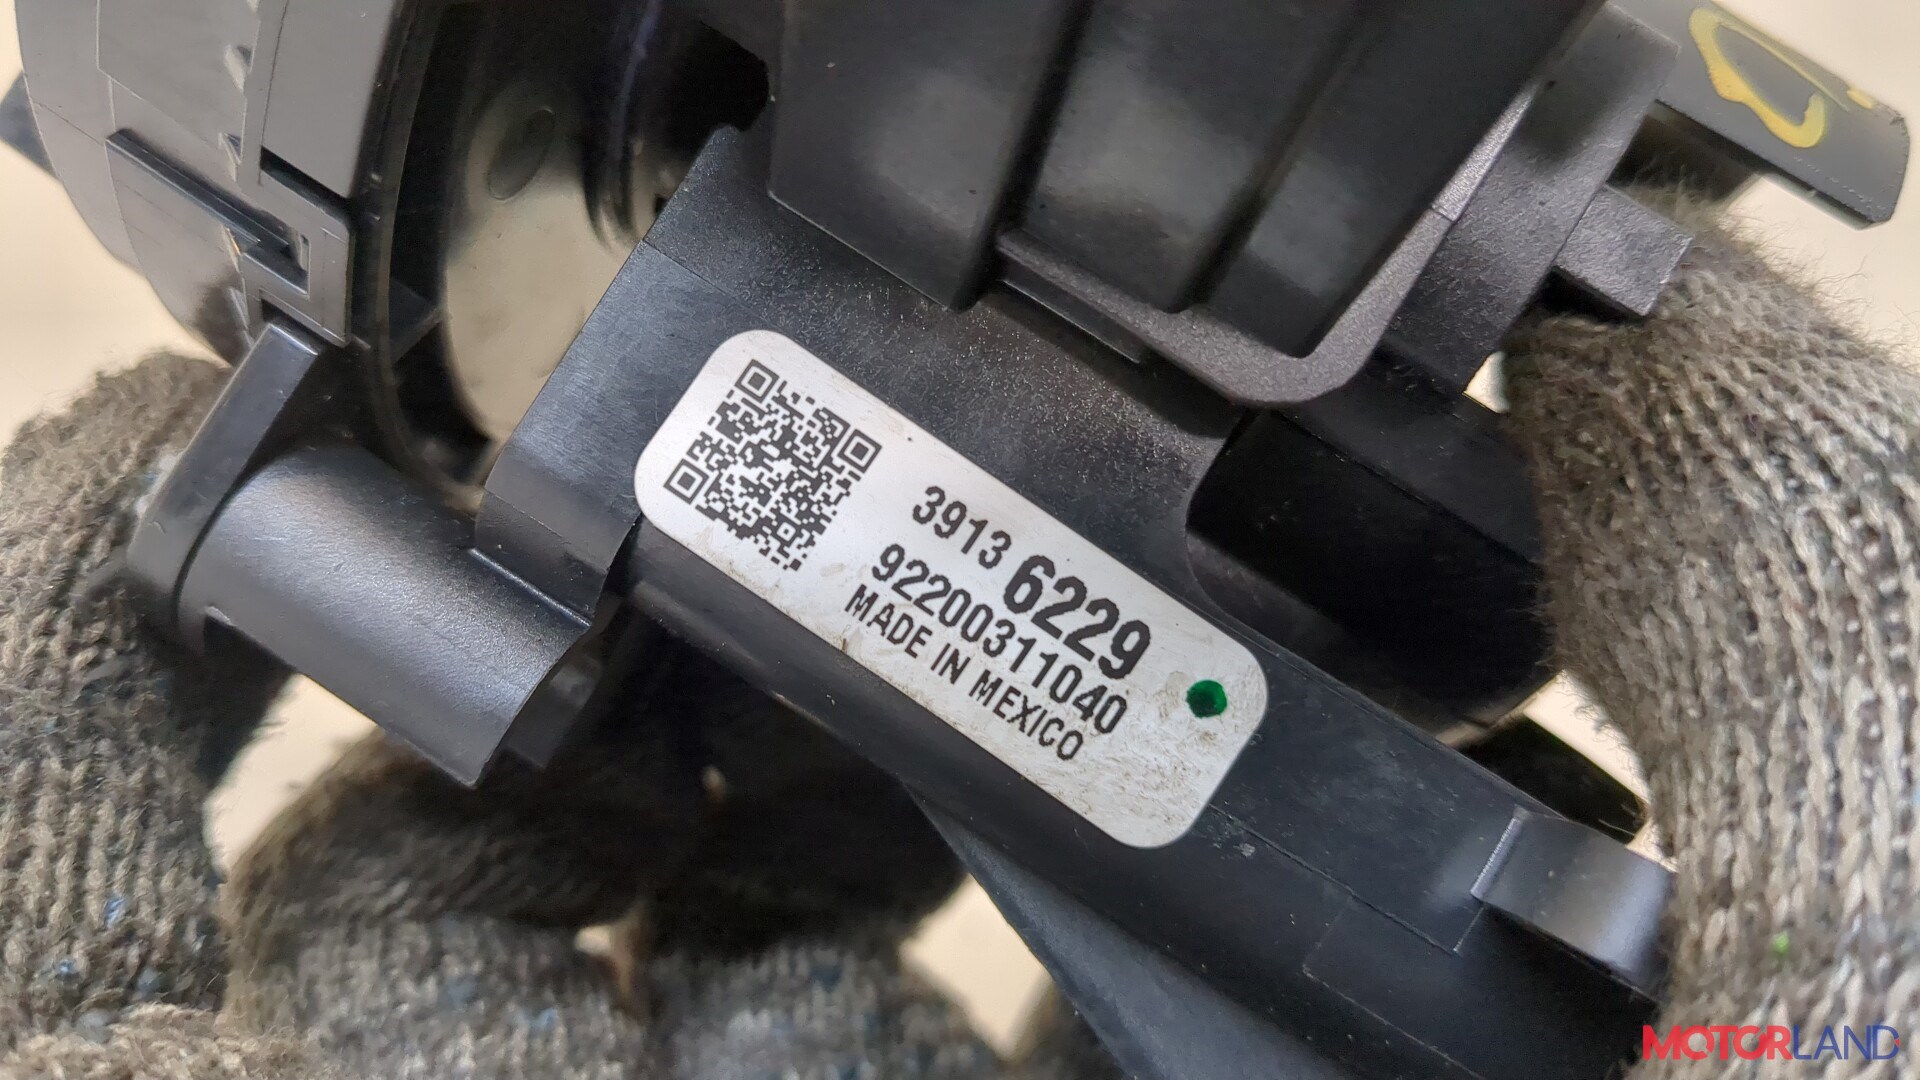 3913 6229
92200311040
MADE IN MEXICO
MOTORLAND